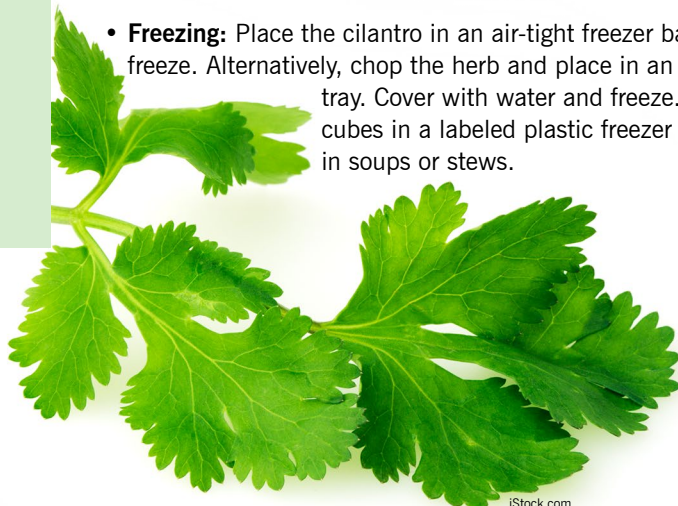 • Freezing: Place the cilantro in an air-tight freezer
freeze. Alternatively, chop the herb and place in an
tray. Cover with water and freeze.
cubes in a labeled plastic freezer
in soups or stews.
iStock.com